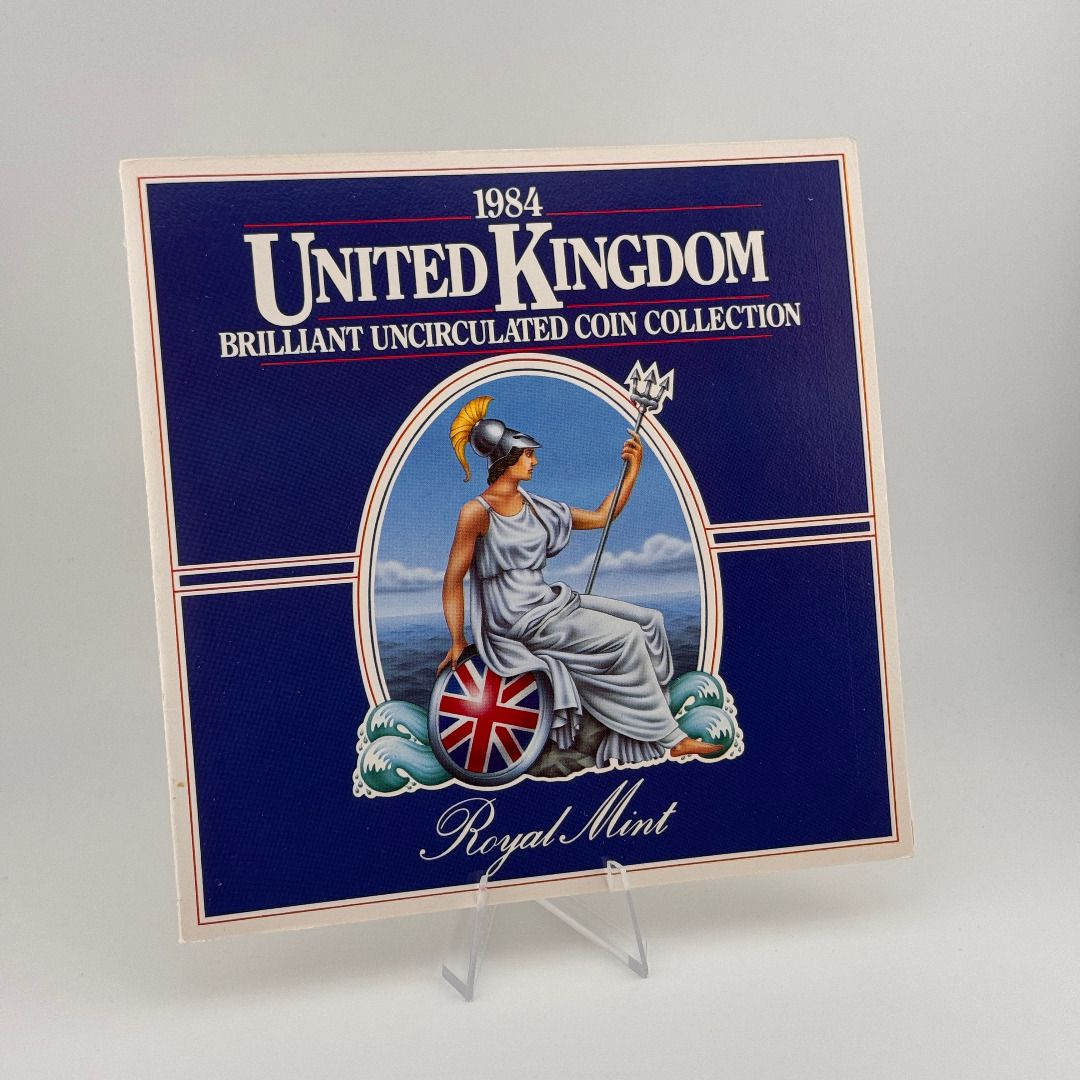 1984
UNITED KINGDOM
BRILLIANT UNCIRCULATED COIN COLLECTION
Royal Mint